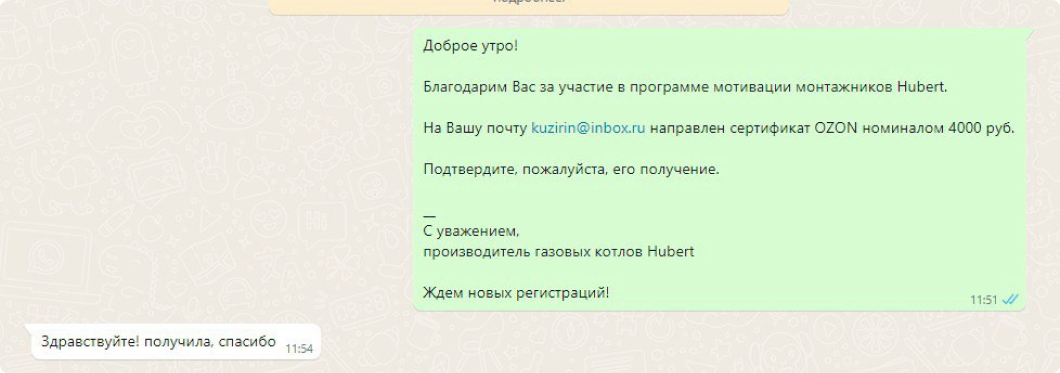 Доброе утро!
Благодарим Вас за участие в программе мотивации монтажников Hubert.
На Вашу почту kuzirin@inbox.ru направлен сертификат OZON номиналом 4000 руб.
Подтвердите, пожалуйста, его получение.
__
С уважением,
производитель газовых котлов Hubert
Ждем новых регистраций!
11:51
Здравствуйте! получила, спасибо
11:54